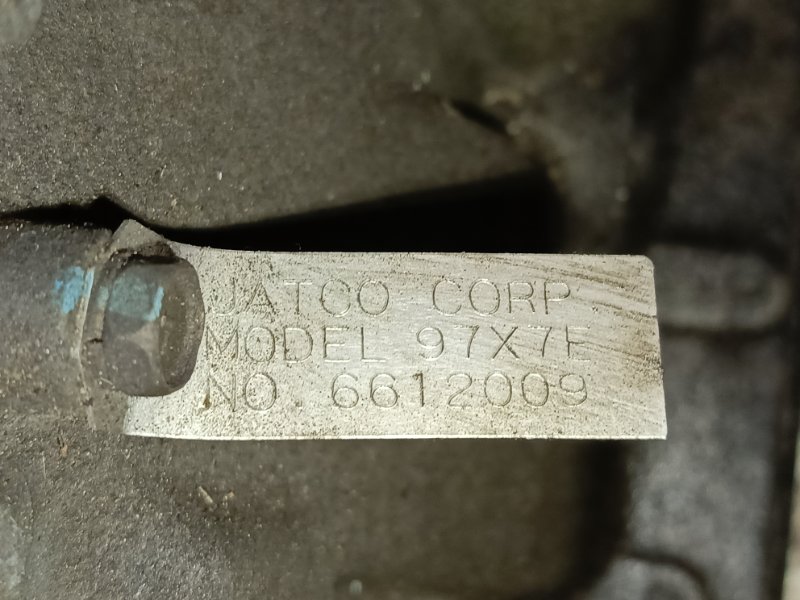 JATCO CORP.
MODEL 97X7E
NO. 6612009